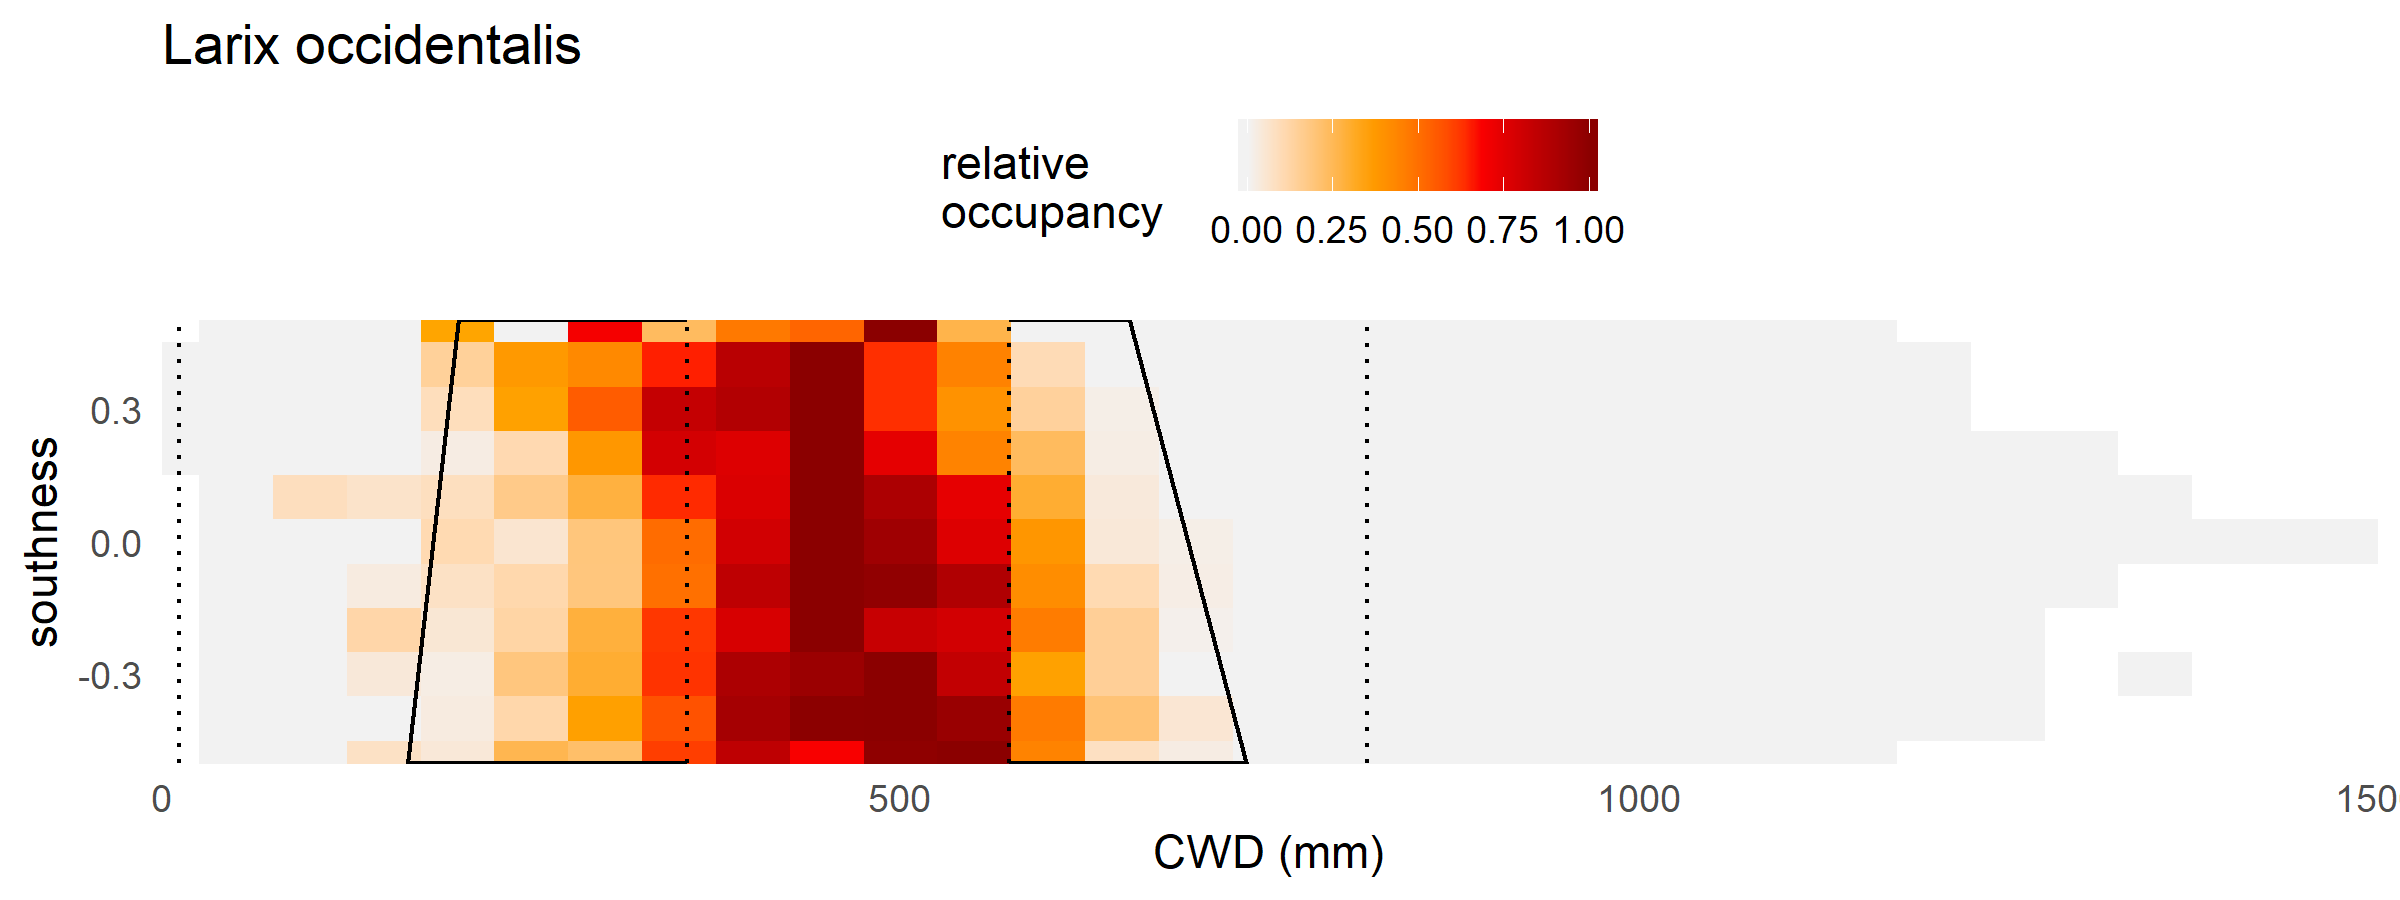 Larix occidentalis
relative
occupancy
0.00 0.25 0.50 0.75 1.00
southness
0.3
0.0
-0.3
0 500 1000 150
CWD (mm)